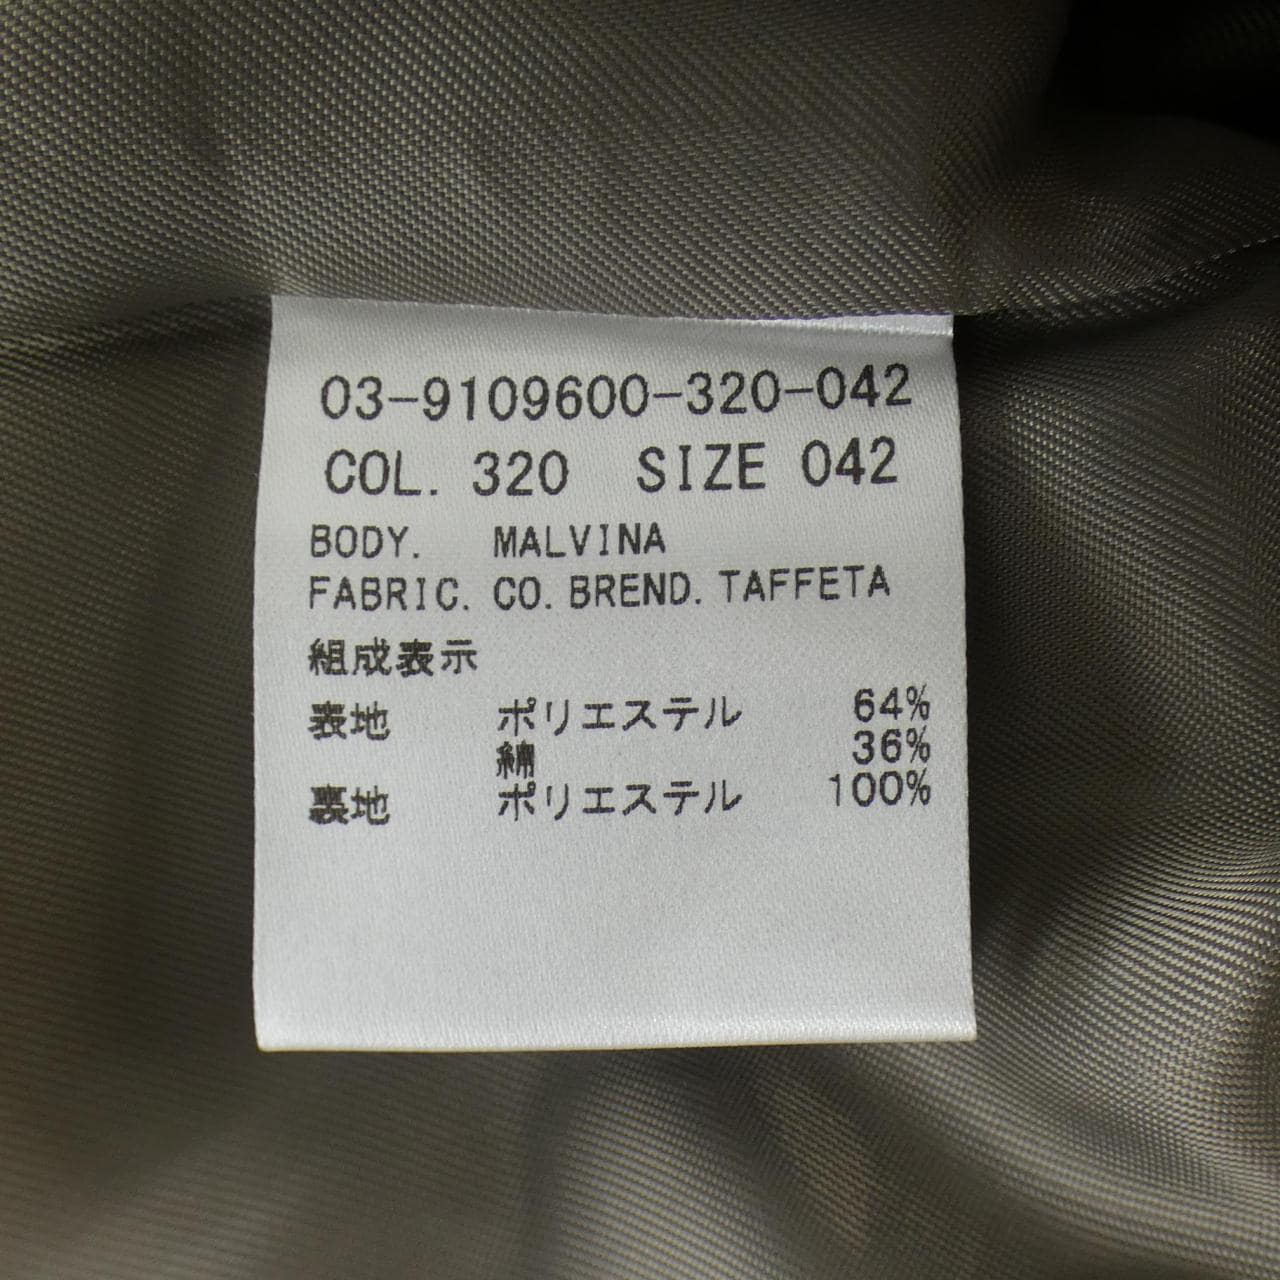 03-9109600-320-042
COL. 320 SIZE 042
BODY. MALVINA
FABRIC. CO. BREND. TAFFETA
組成表示
表地 ポリエステル 64%
綿 36%
裏地 ポリエステル 100%